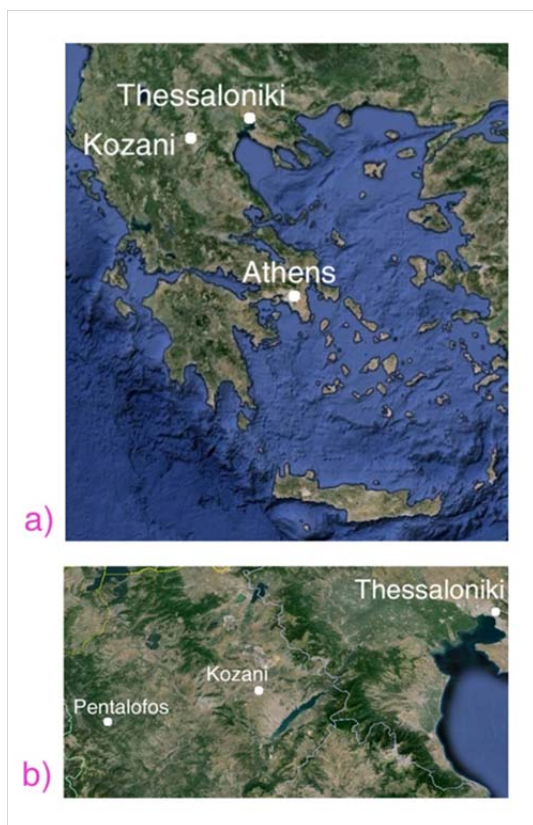 Thessaloniki
Kozani
Athens
a)
Thessaloniki
Kozani
Pentalofos
b)